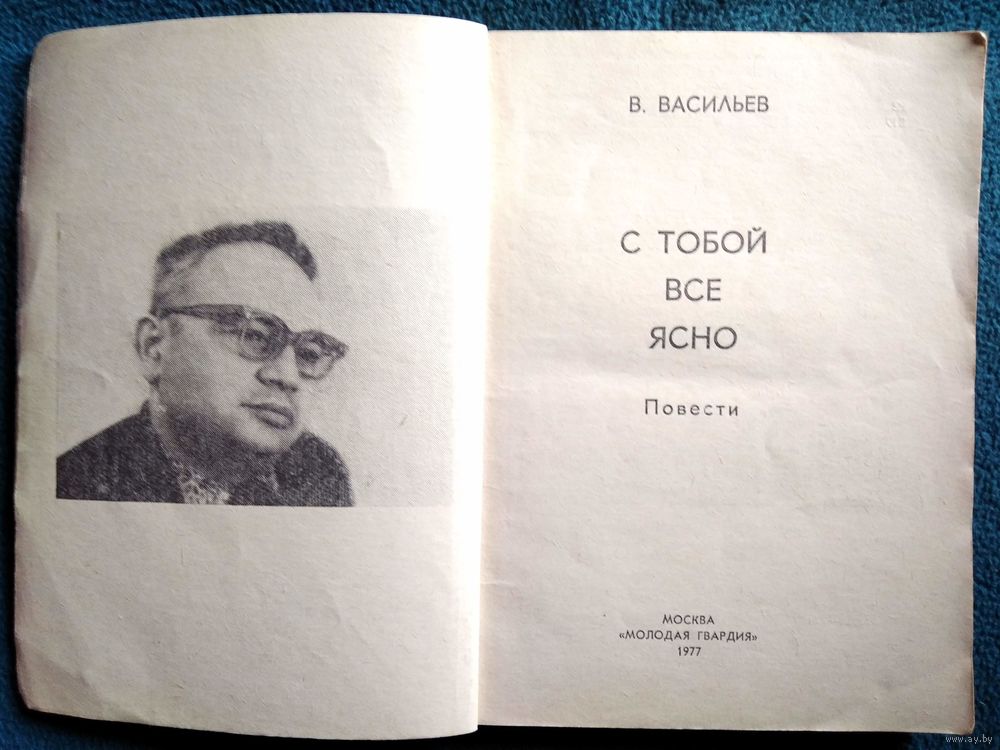 В. ВАСИЛЬЕВ
С ТОБОЙ
ВСЕ
ЯСНО
Повести
МОСКВА
«МОЛОДАЯ ГВАРДИЯ»
1977
www.ay.by